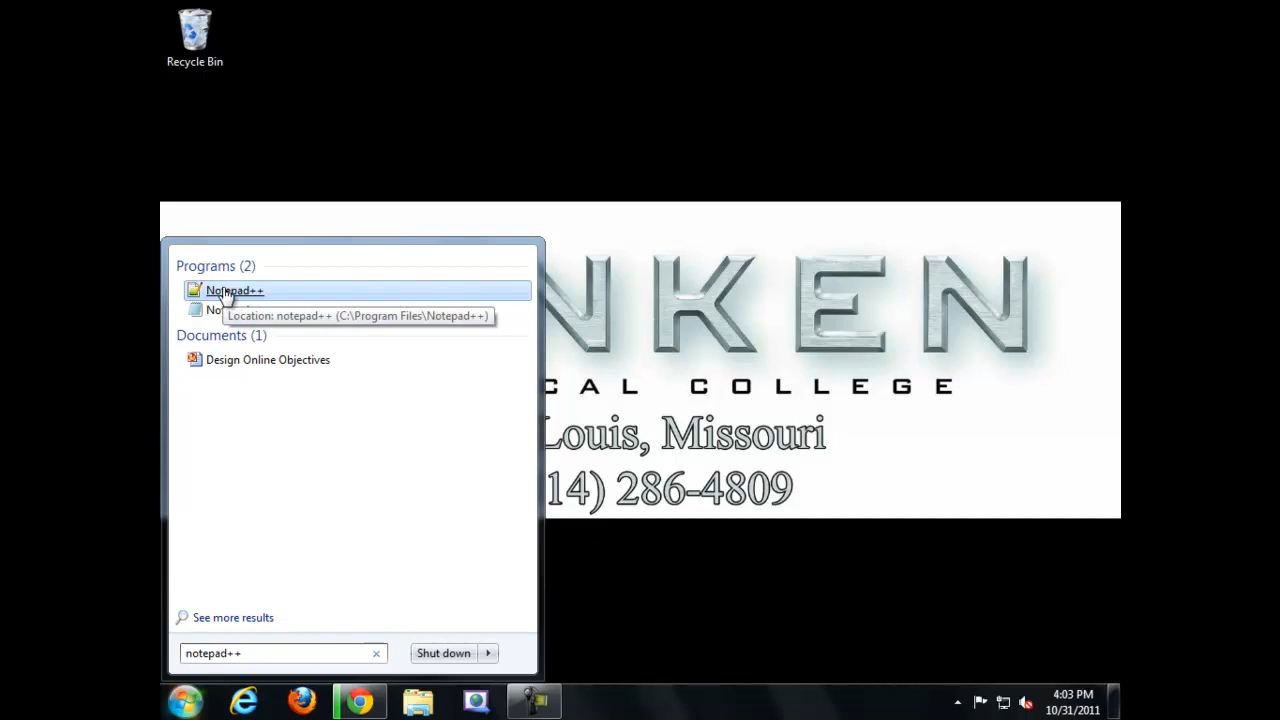 Recycle Bin
NKEN
CAL COLLEGE
Louis, Missouri
14) 286-4809
Programs (2)
Notepad++
Location: notepad++ (C:\Program Files\Notepad++)
Documents (1)
Design Online Objectives
See more results
notepad++
Shut down
4:03 PM
10/31/2011